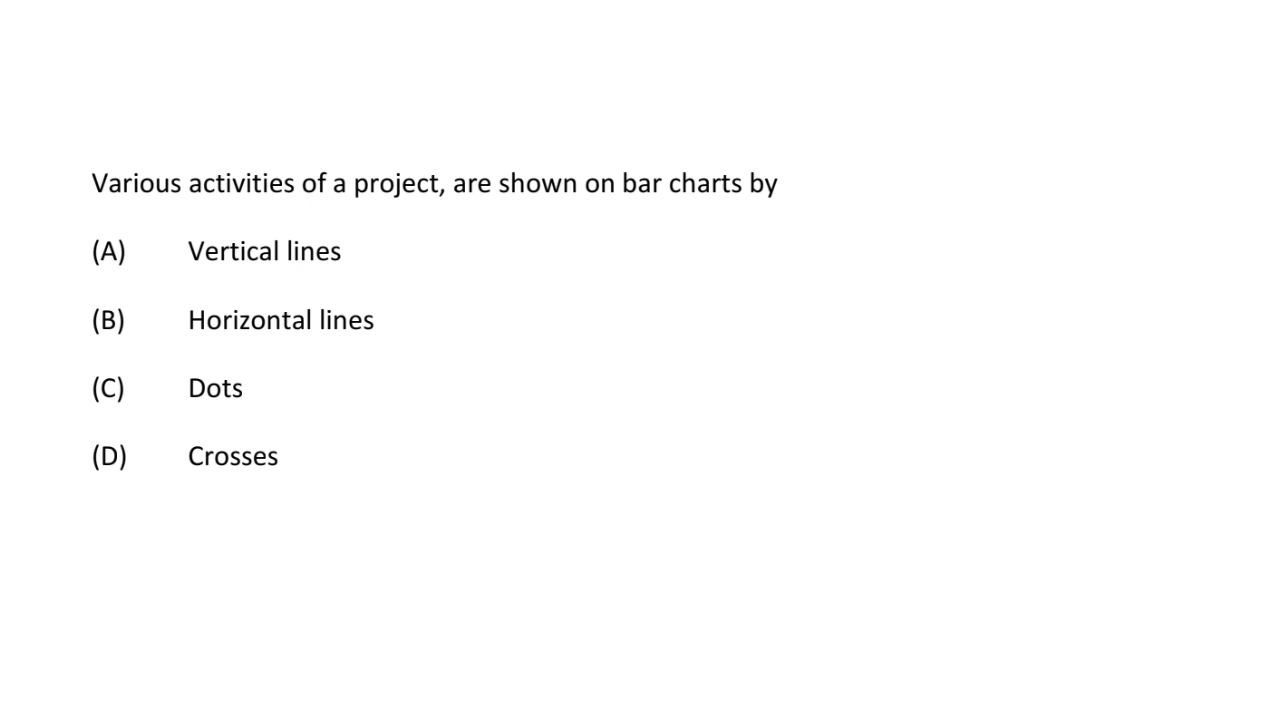 Various activities of a project, are shown on bar charts by
(A) Vertical lines
(B) Horizontal lines
(C) Dots
(D) Crosses